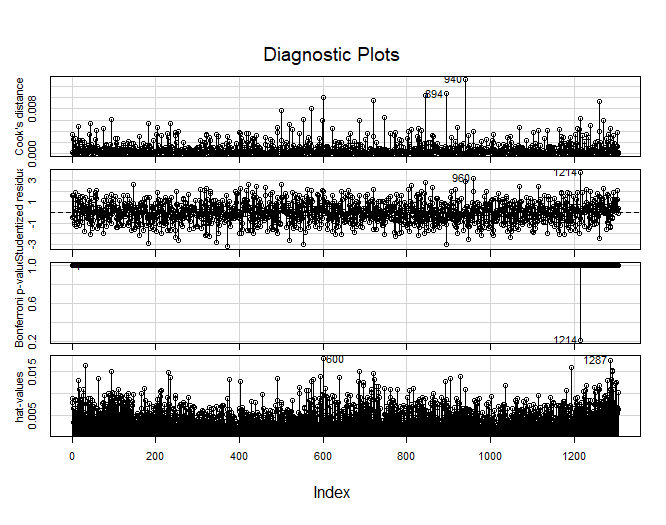 Diagnostic Plots
Cook's distance
0.000
0.008
940
894
Studentized residu
-3
-1
1
3
960
1214
Bonferroni p-value
0.2
0.6
1.0
1214
hat-values
0.005
0.015
600
1287
0 200 400 600 800 1000 1200
Index